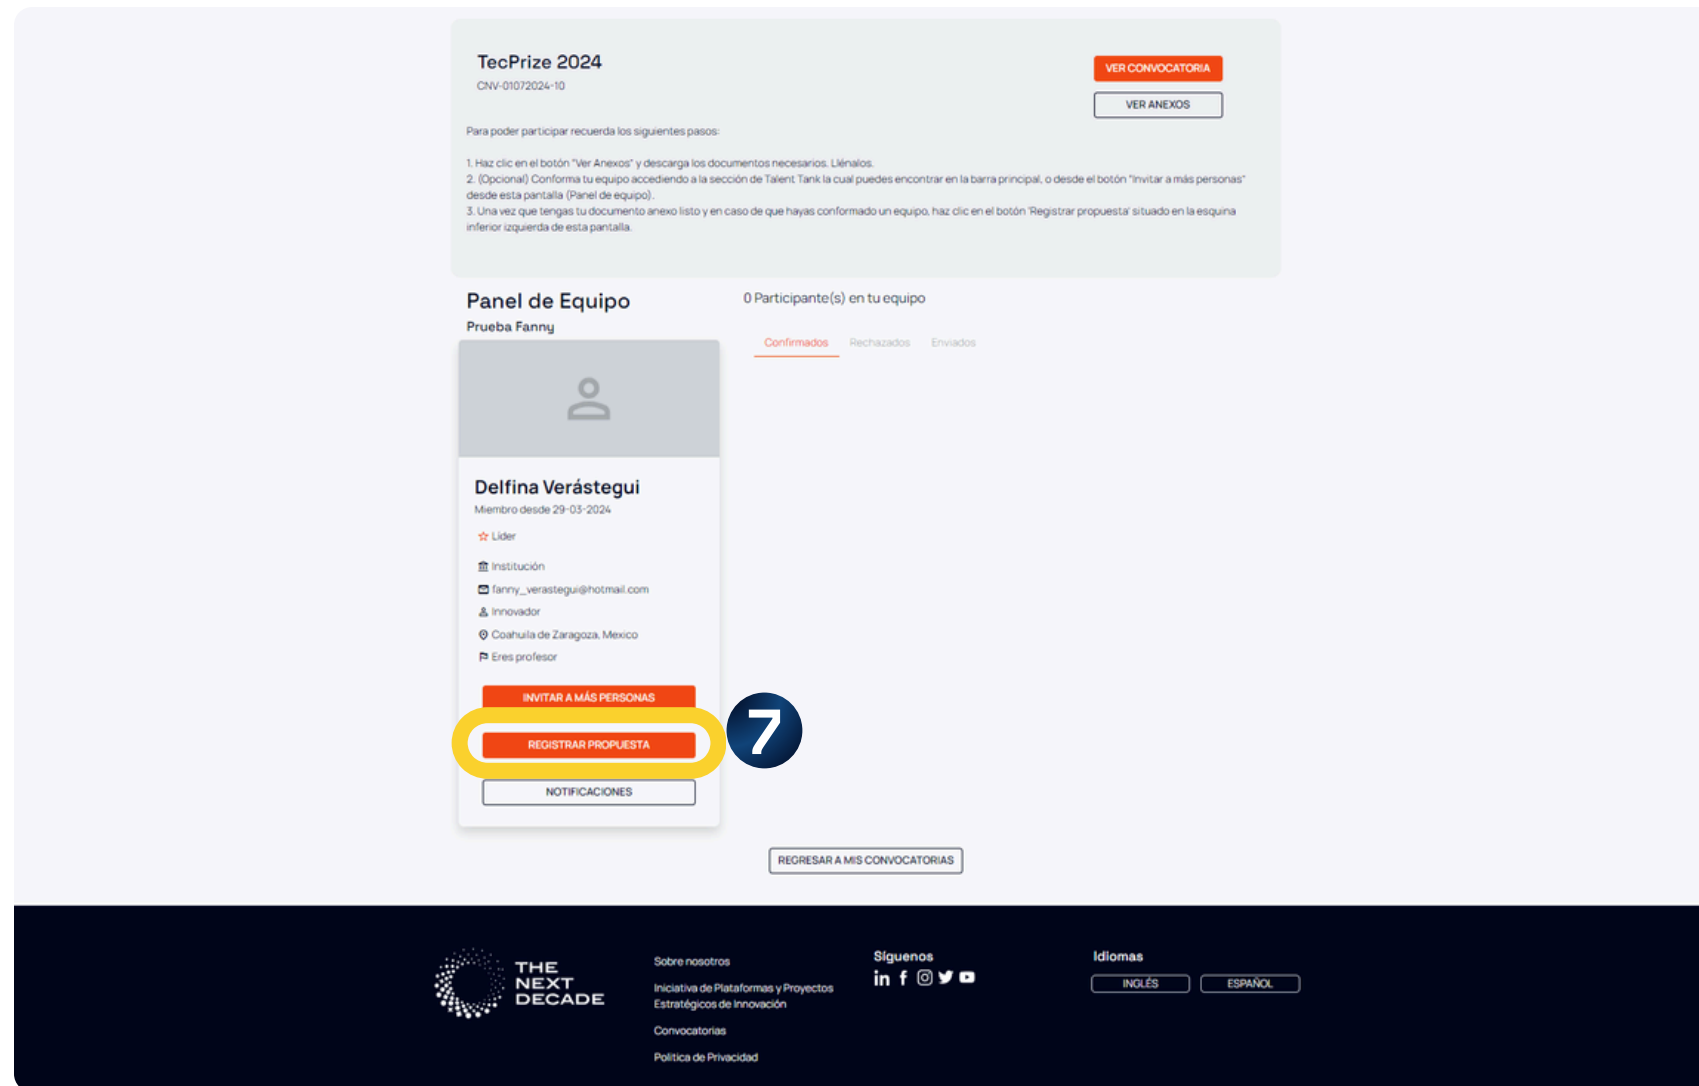 TecPrize 2024
CNV-01072024-10
VER CONVOCATORIA
VER ANEXOS
Para poder participar recuerda los siguientes pasos:
1. Haz clic en el botón "Ver Anexos" y descarga los documentos necesarios. Llénalos.
2. (Opcional) Conforma tu equipo accediendo a la sección de Talent Tank la cual puedes encontrar en la barra principal, o desde el botón "Invitar a más personas"
desde esta pantalla (Panel de equipo).
3. Una vez que tengas tu documento anexo listo y en caso de que hayas conformado un equipo, haz clic en el botón 'Registrar propuesta' situado en la esquina
inferior izquierda de esta pantalla.
Panel de Equipo
Prueba Fanny
0 Participante(s) en tu equipo
Confirmados Rechazados Enviados
Delfina Verástegui
Miembro desde 29-03-2024
Líder
Institución
fanny_verastegui@hotmail.com
Innovador
Coahuila de Zaragoza, Mexico
Eres profesor
INVITAR A MÁS PERSONAS
REGISTRAR PROPUESTA
7
NOTIFICACIONES
REGRESAR A MIS CONVOCATORIAS
THE
NEXT
DECADE
Sobre nosotros
Iniciativa de Plataformas y Proyectos
Estratégicos de Innovación
Convocatorias
Política de Privacidad
Síguenos
Idiomas
INGLÉS
ESPAÑOL